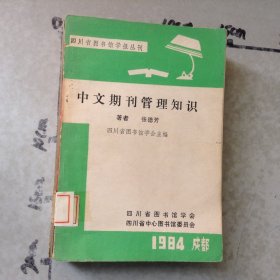 四川省图书馆学报丛刊
中文期刊管理知识
著者 张德芳
四川省图书馆学会主编
四川省图书馆学会
四川省中心图书馆委员会
1984 成都